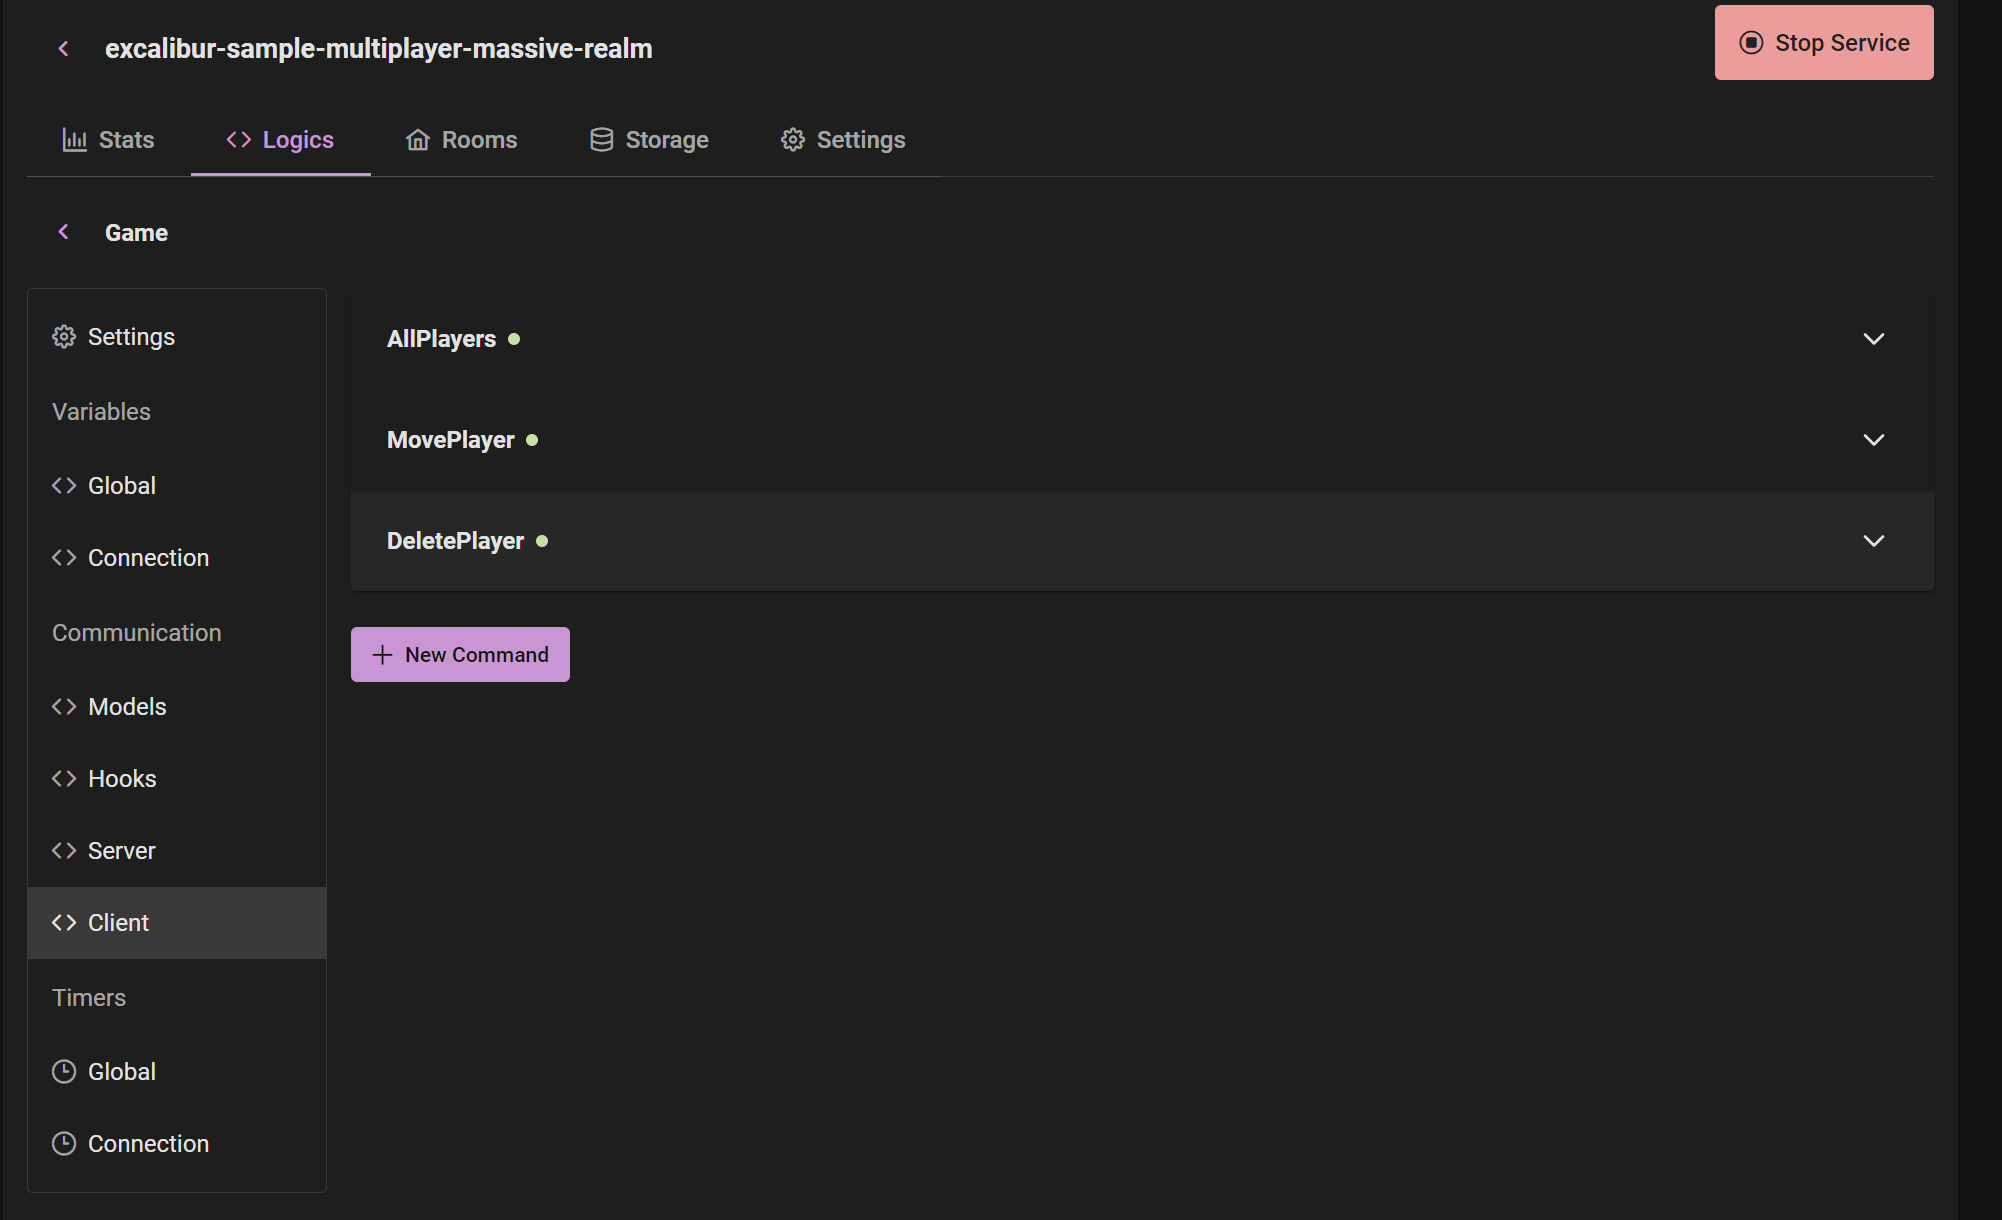 excalibur-sample-multiplayer-massive-realm
Stop Service
Stats
Logics
Rooms
Storage
Settings
Game
Settings
Variables
Global
Connection
Communication
Models
Hooks
Server
Client
Timers
Global
Connection
AllPlayers
MovePlayer
DeletePlayer
New Command